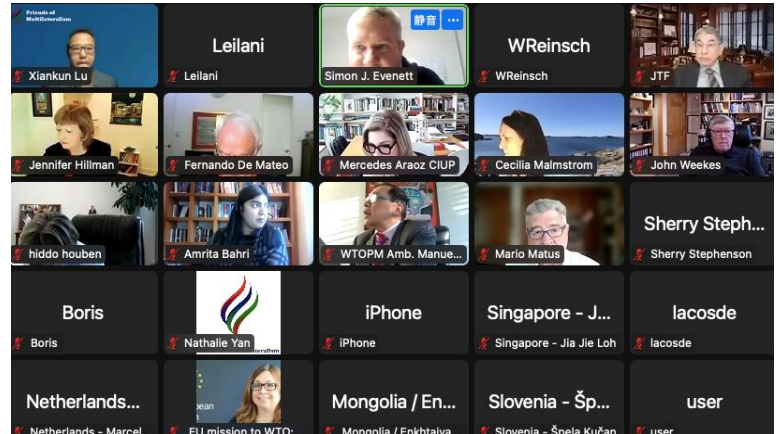 Friends of
Multilateralism
Xiankun Lu
Leilani
Leilani
静音 ...
Simon J. Evenett
WReinsch
WReinsch
JTF
Jennifer Hillman
Fernando De Mateo
Mercedes Araoz CIUP
Cecilia Malmstrom
John Weekes
hiddo houben
Amrita Bahri
WTOPM Amb. Manue...
Mario Matus
Sherry Steph...
Sherry Stephenson
Boris
Boris
Nathalie Yan
iPhone
iPhone
Singapore - J...
Singapore - Jia Jie Loh
lacosde
lacosde
Netherlands...
Netherlands - Marcel
EU mission to WTO:
Mongolia / En...
Mongolia / Enkhtaiva
Slovenia - Šp...
Slovenia - Špela Kučan
user
user